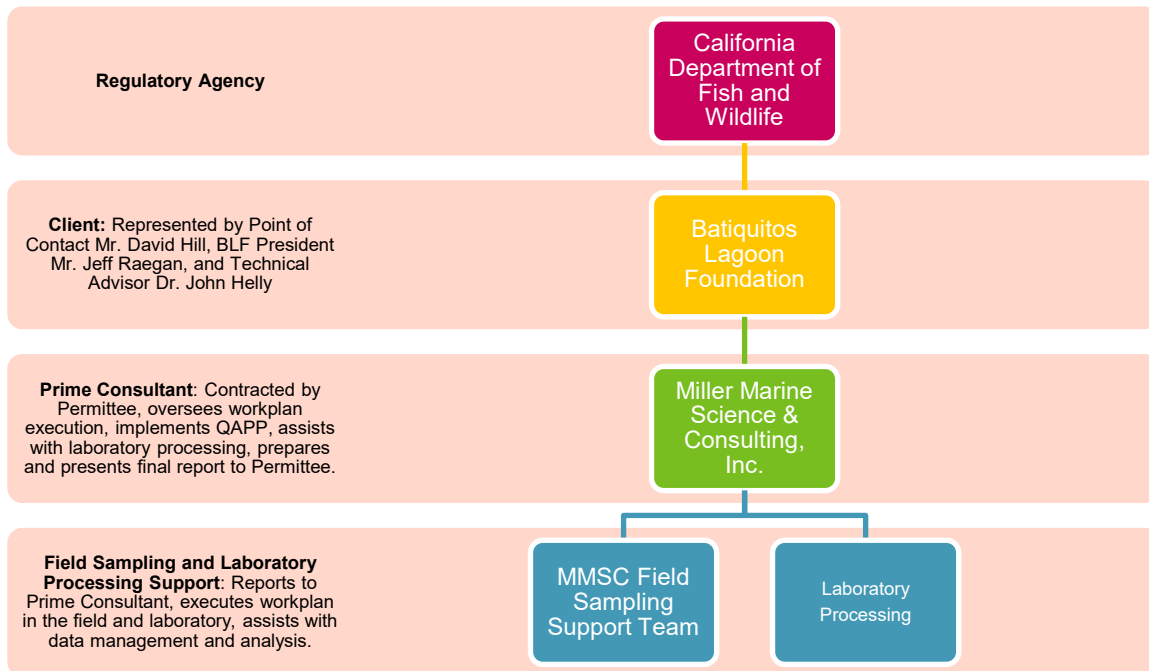 Regulatory Agency
California
Department of
Fish and
Wildlife
Client: Represented by Point of
Contact Mr. David Hill, BLF President
Mr. Jeff Raegan, and Technical
Advisor Dr. John Helly
Batiquitos
Lagoon
Foundation
Prime Consultant: Contracted by
Permittee, oversees workplan
execution, implements QAPP, assists
with laboratory processing, prepares
and presents final report to Permittee.
Miller Marine
Science &
Consulting,
Inc.
Field Sampling and Laboratory
Processing Support: Reports to
Prime Consultant, executes workplan
in the field and laboratory, assists with
data management and analysis.
MMSC Field
Sampling
Support Team
Laboratory
Processing